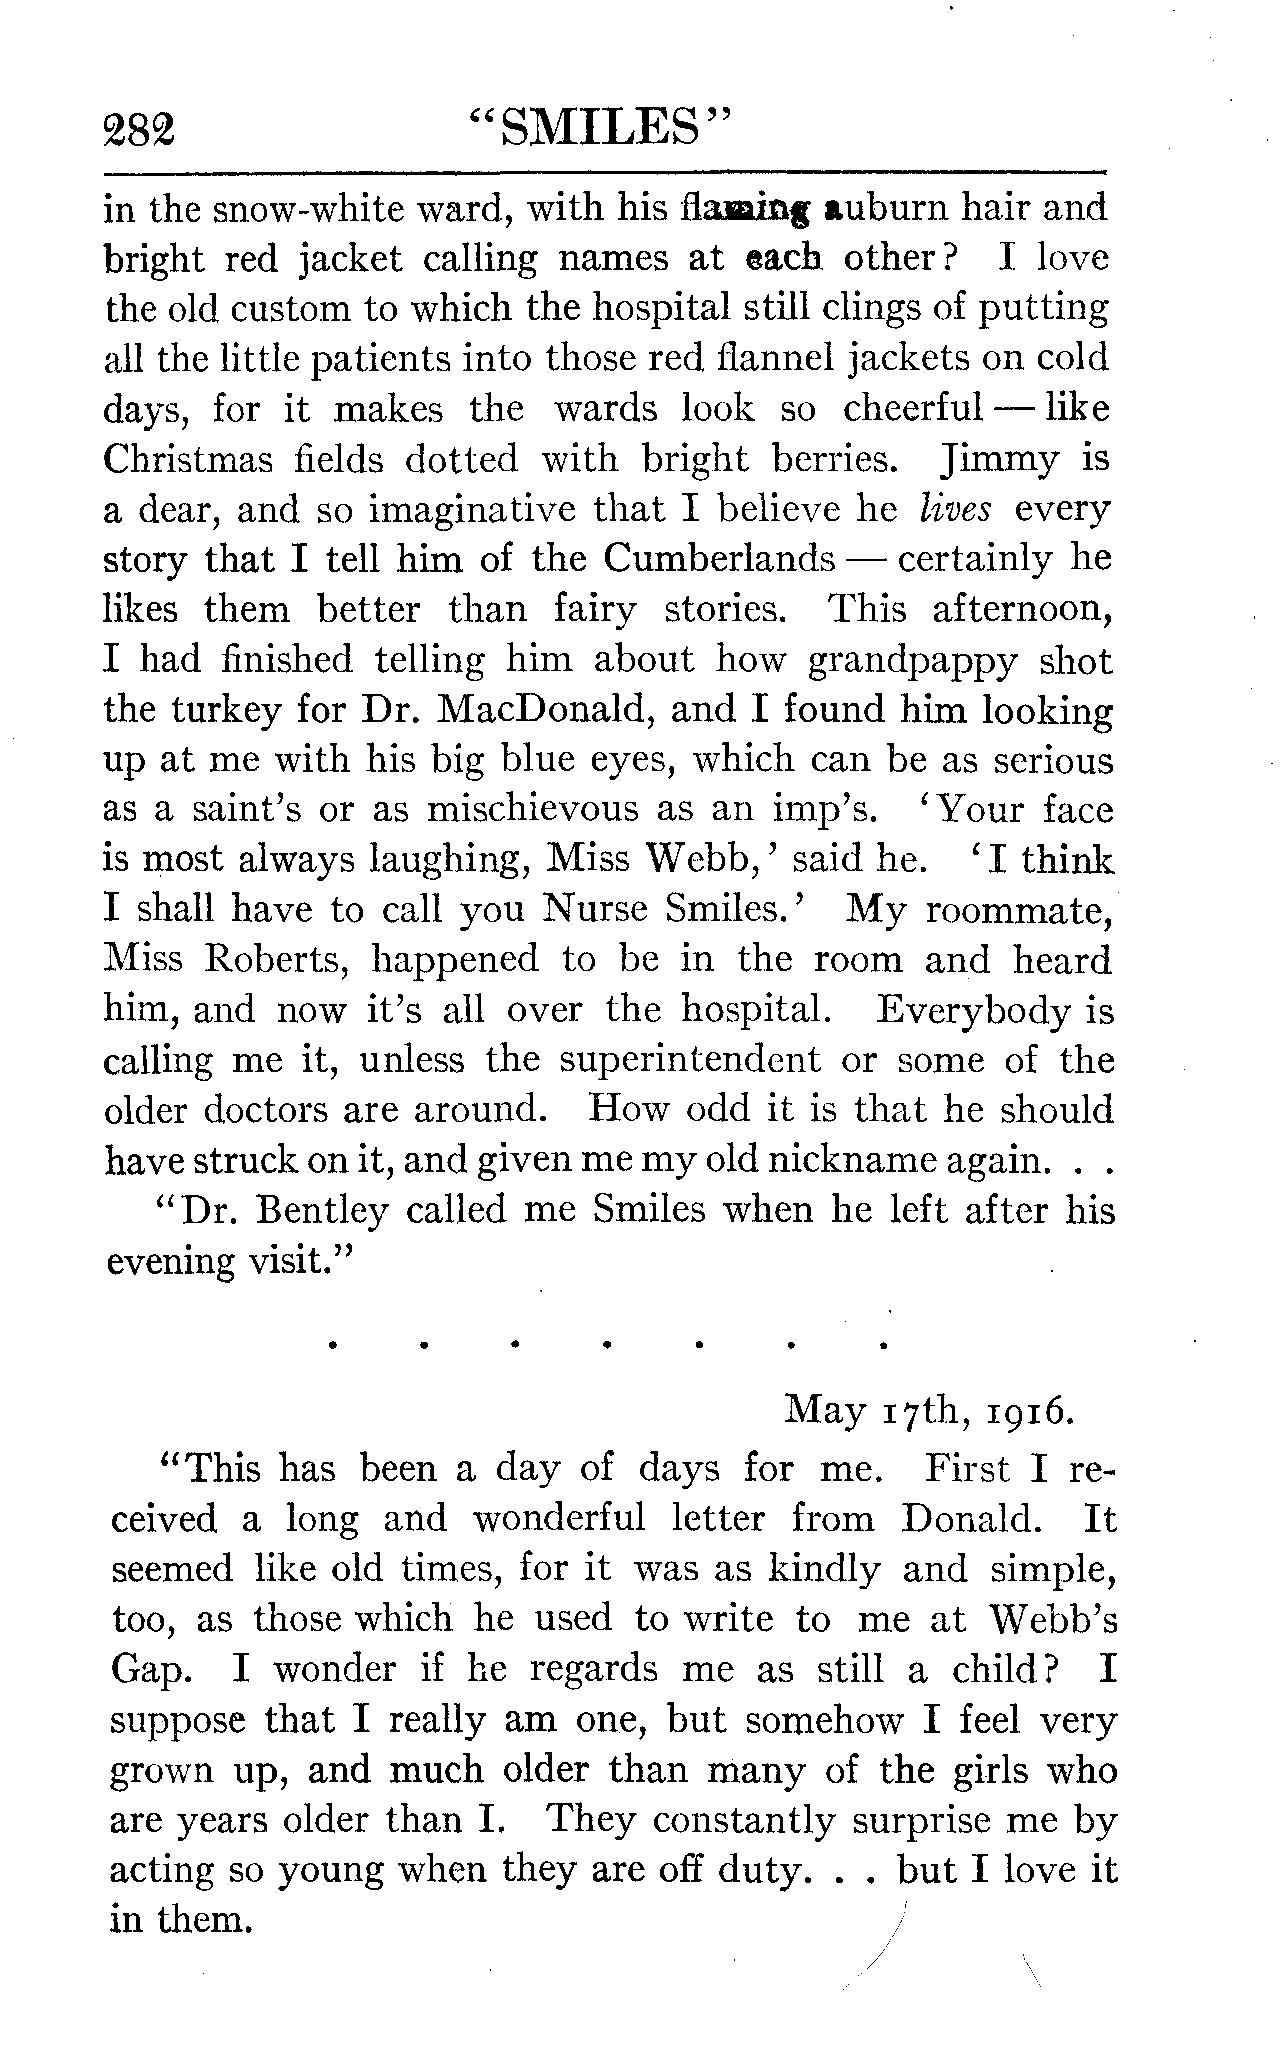 282 "SMILES"
in the snow-white ward, with his flaming auburn hair and
bright red jacket calling names at each other? I love
the old custom to which the hospital still clings of putting
all the little patients into those red flannel jackets on cold
days, for it makes the wards look so cheerful — like
Christmas fields dotted with bright berries. Jimmy is
a dear, and so imaginative that I believe he lives every
story that I tell him of the Cumberlands — certainly he
likes them better than fairy stories. This afternoon,
I had finished telling him about how grandpappy shot
the turkey for Dr. MacDonald, and I found him looking
up at me with his big blue eyes, which can be as serious
as a saint's or as mischievous as an imp's. 'Your face
is most always laughing, Miss Webb,' said he. 'I think
I shall have to call you Nurse Smiles.' My roommate,
Miss Roberts, happened to be in the room and heard
him, and now it's all over the hospital. Everybody is
calling me it, unless the superintendent or some of the
older doctors are around. How odd it is that he should
have struck on it, and given me my old nickname again. . .
"Dr. Bentley called me Smiles when he left after his
evening visit."
. . . . . . .
May 17th, 1916.
"This has been a day of days for me. First I re-
ceived a long and wonderful letter from Donald. It
seemed like old times, for it was as kindly and simple,
too, as those which he used to write to me at Webb's
Gap. I wonder if he regards me as still a child? I
suppose that I really am one, but somehow I feel very
grown up, and much older than many of the girls who
are years older than I. They constantly surprise me by
acting so young when they are off duty. . . but I love it
in them.